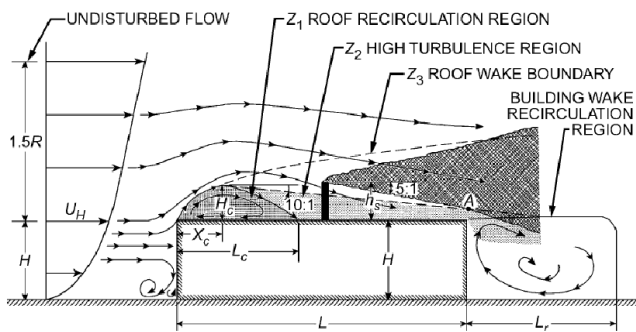 UNDISTURBED FLOW
Z1 ROOF RECIRCULATION REGION
Z2 HIGH TURBULENCE REGION
Z3 ROOF WAKE BOUNDARY
BUILDING WAKE
RECIRCULATION
REGION
1.5R
UH
Hc
10:1
hs
5:1
A
Xc
Lc
H
H
L
Lr